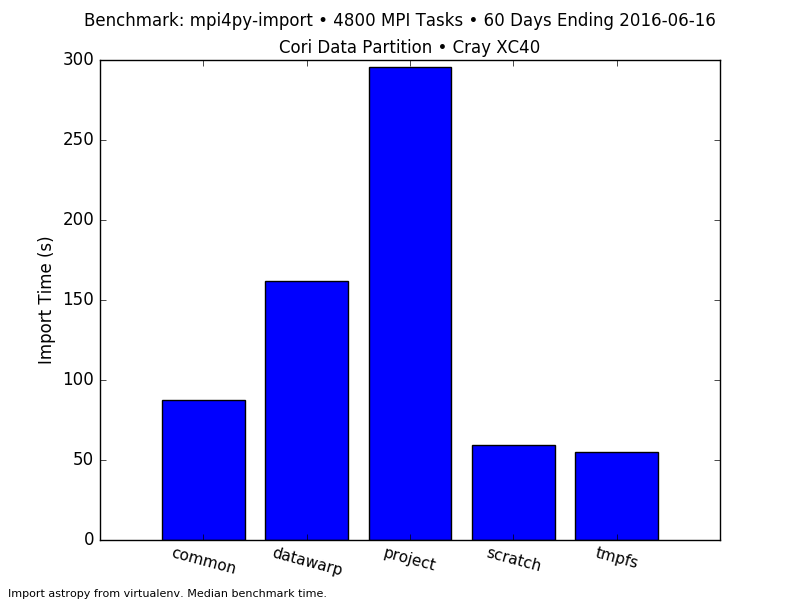 Benchmark: mpi4py-import • 4800 MPI Tasks • 60 Days Ending 2016-06-16
Cori Data Partition • Cray XC40
300
250
200
150
100
50
0
Import Time (s)
common
datawarp
project
scratch
tmpfs
Import astropy from virtualenv. Median benchmark time.